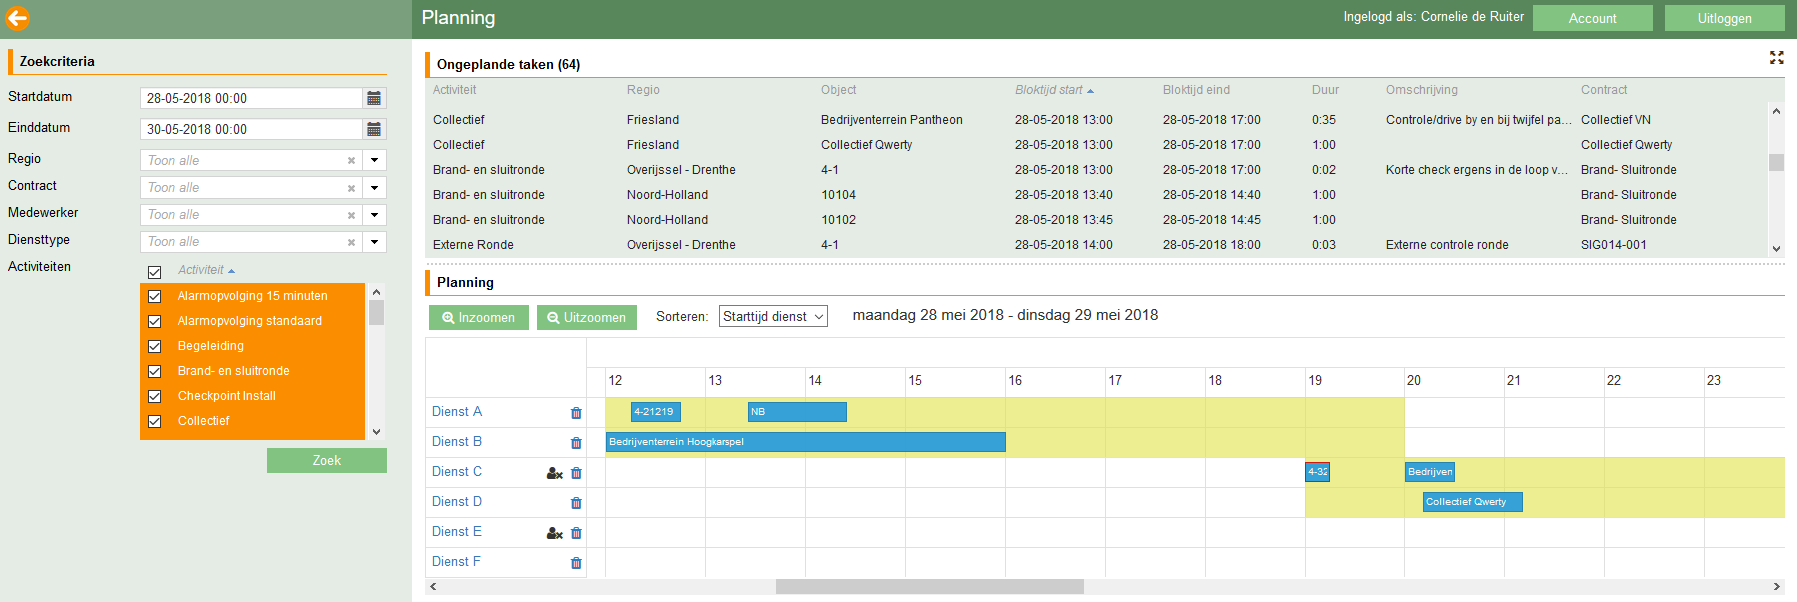 Planning
Ingelogd als: Cornelie de Ruiter
Account
Uitloggen
Zoekcriteria
Startdatum
28-05-2018 00:00
Einddatum
30-05-2018 00:00
Regio
Toon alle
Contract
Toon alle
Medewerker
Toon alle
Diensttype
Toon alle
Activiteiten
Activiteit
Alarmopvolging 15 minuten
Alarmopvolging standaard
Begeleiding
Brand- en sluitronde
Checkpoint Install
Collectief
Zoek
Ongeplande taken (64)
Activiteit Regio Object Bloktijd start Bloktijd eind Duur Omschrijving Contract
Collectief Friesland Bedrijventerrein Pantheon 28-05-2018 13:00 28-05-2018 17:00 0:35 Controle/drive by en bij twijfel pa... Collectief VN
Collectief Friesland Collectief Qwerty 28-05-2018 13:00 28-05-2018 17:00 1:00 Collectief Qwerty
Brand- en sluitronde Overijssel - Drenthe 4-1 28-05-2018 13:00 28-05-2018 17:00 0:02 Korte check ergens in de loop v... Brand- Sluitronde
Brand- en sluitronde Noord-Holland 10104 28-05-2018 13:40 28-05-2018 14:40 1:00 Brand- Sluitronde
Brand- en sluitronde Noord-Holland 10102 28-05-2018 13:45 28-05-2018 14:45 1:00 Brand- Sluitronde
Externe Ronde Overijssel - Drenthe 4-1 28-05-2018 14:00 28-05-2018 18:00 0:03 Externe controle ronde SIG014-001
Planning
Inzoomen
Uitzoomen
Sorteren:
Starttijd dienst
maandag 28 mei 2018 - dinsdag 29 mei 2018
12 13 14 15 16 17 18 19 20 21 22 23
Dienst A 4-21219 NB
Dienst B Bedrijventerrein Hoogkarspel
Dienst C 4-32 Bedrijven
Dienst D Collectief Qwerty
Dienst E
Dienst F